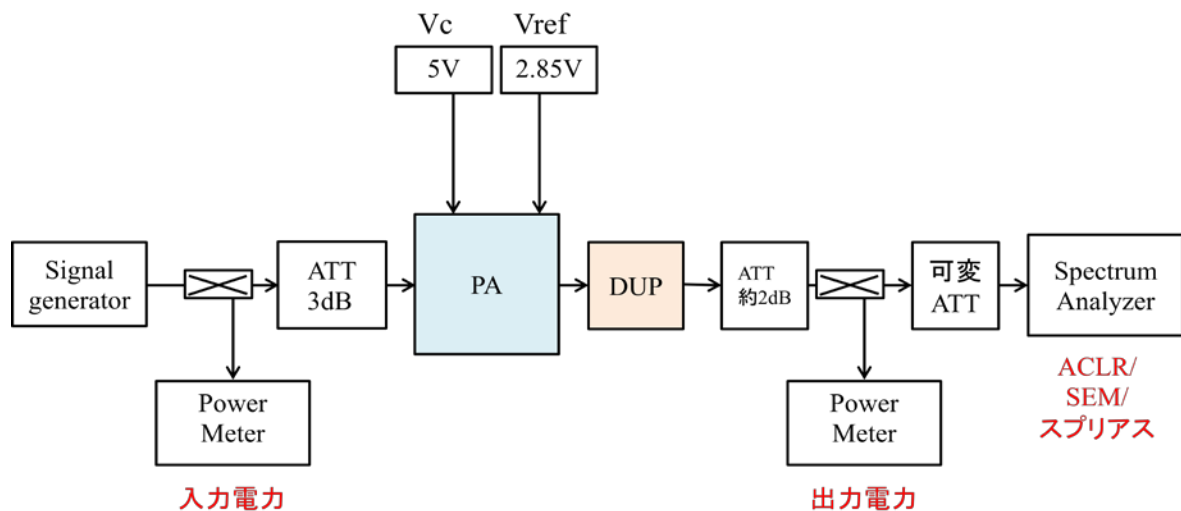 Vc
Vref
5V
2.85V
Signal
generator
ATT
3dB
PA
DUP
ATT
約2dB
可変
ATT
Spectrum
Analyzer
Power
Meter
入力電力
Power
Meter
出力電力
ACLR/
SEM/
スプリアス